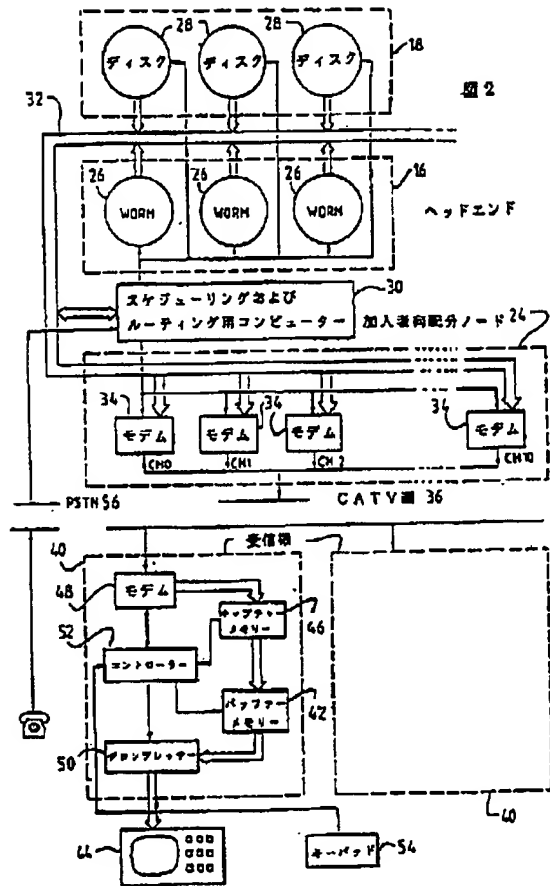 28 28 28
ディスク ディスク ディスク
18
図2
32
26 26 26
16
WORM WORM WORM
ヘッドエンド
30
スケジューリングおよび
ルーティング用コンピューター
加入者向配分ノード 24
34 34 34 34
モデム モデム モデム モデム
CH0 CH1 CH2 CH10
PSTN 56
CATV網 36
40
受信機
モデム
48
キャプチャー
メモリー
46
52
コントローラー
バッファー
メモリー
42
50
デコンプレッサー
44
キーパッド
54
40